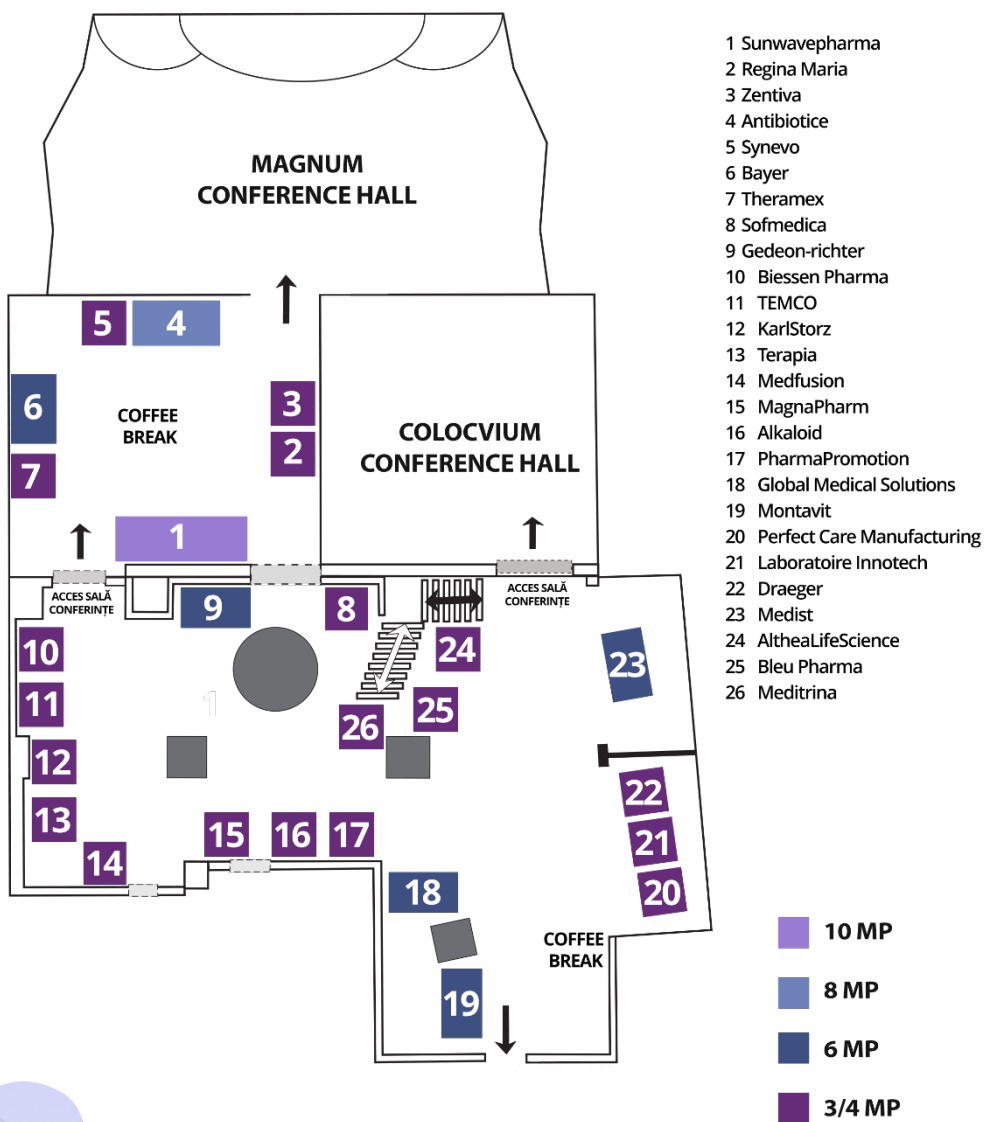 MAGNUM
CONFERENCE HALL
5
4
6
COFFEE
BREAK
3
2
7
COLOCVIUM
CONFERENCE HALL
1
ACCES SALĂ
CONFERINȚE
ACCES SALĂ
CONFERINȚE
9
8
10
24
23
11
1
25
26
12
22
13
15
16
17
21
14
18
20
COFFEE
BREAK
19
1 Sunwavepharma
2 Regina Maria
3 Zentiva
4 Antibiotice
5 Synevo
6 Bayer
7 Theramex
8 Sofmedica
9 Gedeon-richter
10 Biessen Pharma
11 TEMCO
12 KarlStorz
13 Terapia
14 Medfusion
15 MagnaPharm
16 Alkaloid
17 PharmaPromotion
18 Global Medical Solutions
19 Montavit
20 Perfect Care Manufacturing
21 Laboratoire Innotech
22 Draeger
23 Medist
24 AltheaLifeScience
25 Bleu Pharma
26 Meditrina
10 MP
8 MP
6 MP
3/4 MP